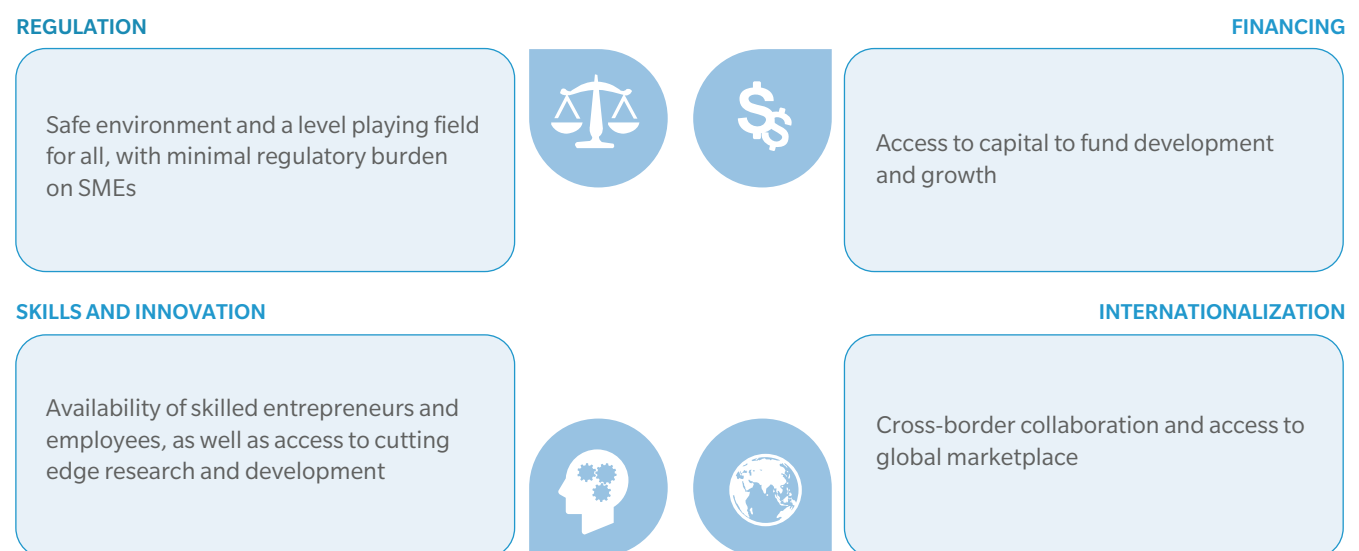 REGULATION
Safe environment and a level playing field
for all, with minimal regulatory burden
on SMEs
FINANCING
Access to capital to fund development
and growth
SKILLS AND INNOVATION
Availability of skilled entrepreneurs and
employees, as well as access to cutting
edge research and development
INTERNATIONALIZATION
Cross-border collaboration and access to
global marketplace